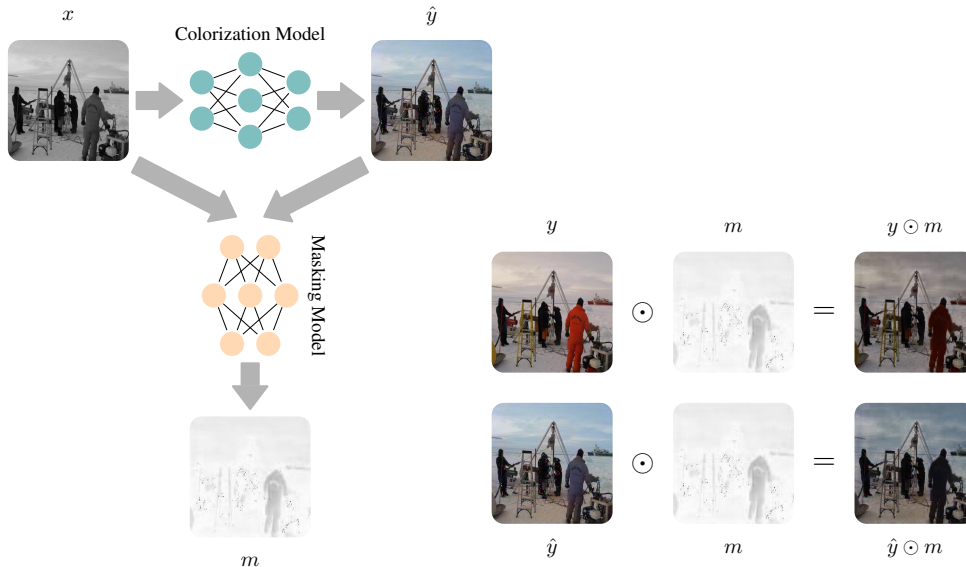 x
Colorization Model
ŷ
Masking Model
m
y
m
y ⊙ m
⊙
=
⊙
=
ŷ
m
ŷ ⊙ m